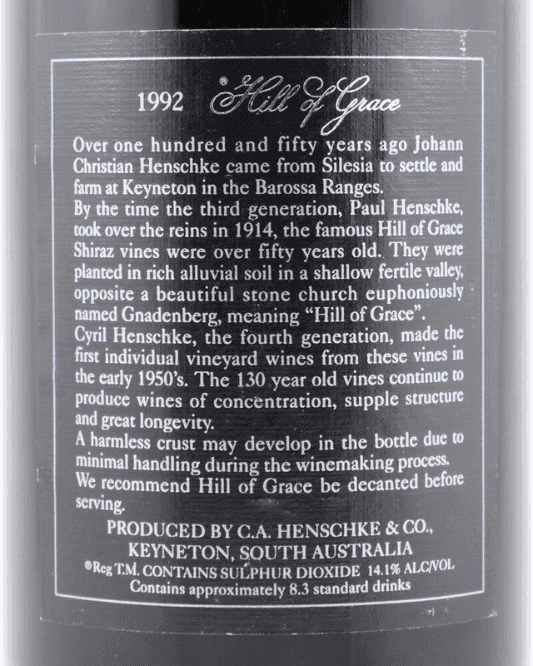 1992 ® Hill of Grace
Over one hundred and fifty years ago Johann
Christian Henschke came from Silesia to settle and
farm at Keyneton in the Barossa Ranges.
By the time the third generation, Paul Henschke,
took over the reins in 1914, the famous Hill of Grace
Shiraz vines were over fifty years old. They were
planted in rich alluvial soil in a shallow fertile valley,
opposite a beautiful stone church euphoniously
named Gnadenberg, meaning “Hill of Grace”.
Cyril Henschke, the fourth generation, made the
first individual vineyard wines from these vines in
the early 1950’s. The 130 year old vines continue to
produce wines of concentration, supple structure
and great longevity.
A harmless crust may develop in the bottle due to
minimal handling during the winemaking process.
We recommend Hill of Grace be decanted before
serving.
PRODUCED BY C.A. HENSCHKE & CO.,
KEYNETON, SOUTH AUSTRALIA
®Reg T.M. CONTAINS SULPHUR DIOXIDE 14.1% ALC/VOL
Contains approximately 8.3 standard drinks